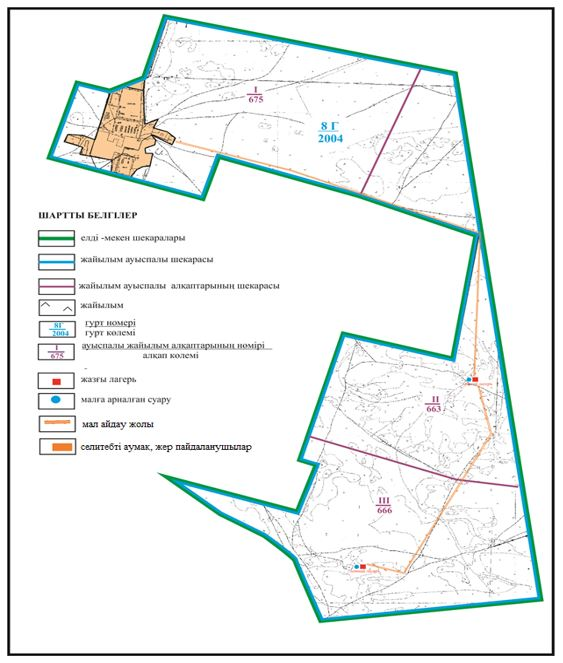 I
675
8 Г
2004
ШАРТТЫ БЕЛГІЛЕР
елді -мекен шекаралары
жайылым ауыспалы шекарасы
жайылым ауыспалы алқаптарының шекарасы
жайылым
8Г
2004
гурт номері
гурт көлемі
I
675
ауыспалы жайылым алқаптарының нөмірі
алқап көлемі
-
жазғы лагерь
малға арналған суару
мал айдау жолы
селитебті аумак, жер пайдаланушылар
II
663
III
666